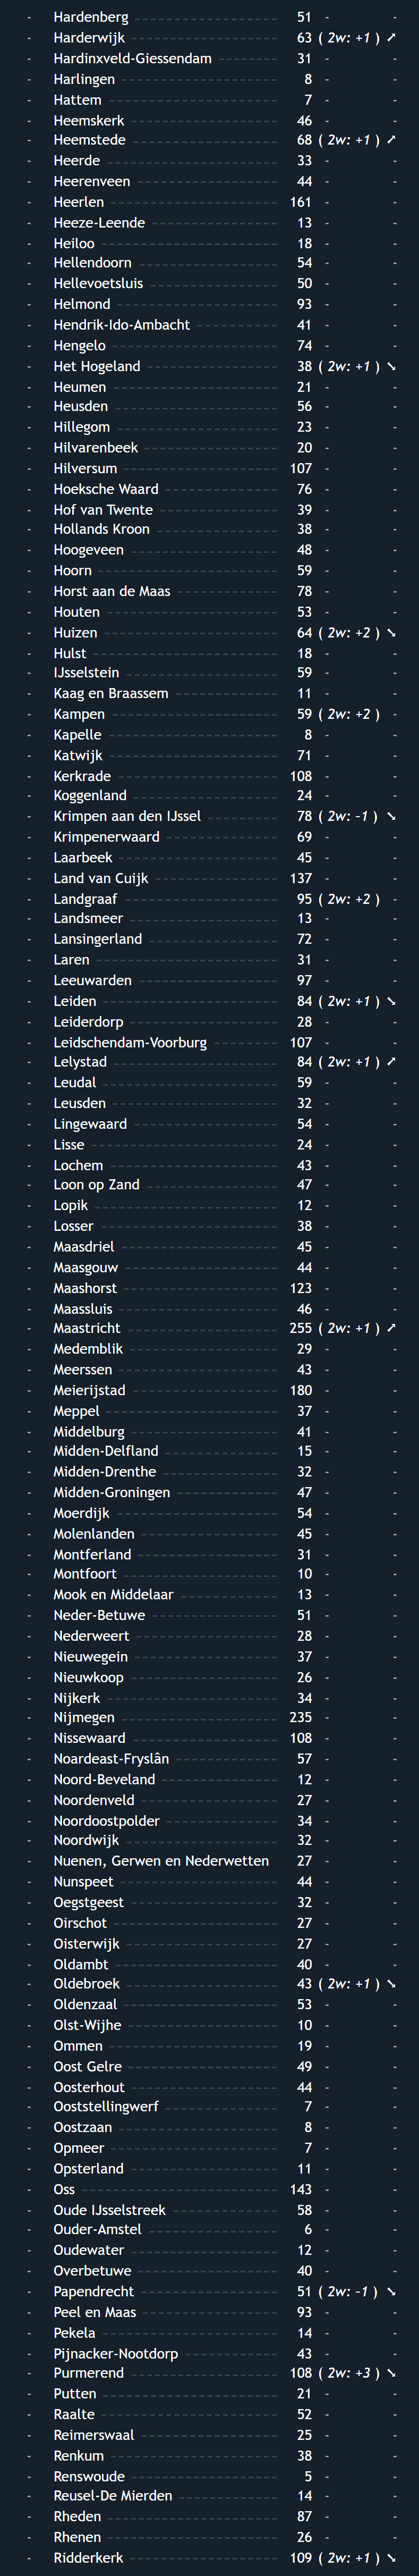 - Hardenberg 51 - -
- Harderwijk 63 ( 2w: +1 ) ➚
- Hardinxveld-Giessendam 31 - -
- Harlingen 8 - -
- Hattem 7 - -
- Heemskerk 46 - -
- Heemstede 68 ( 2w: +1 ) ➚
- Heerde 33 - -
- Heerenveen 44 - -
- Heerlen 161 - -
- Heeze-Leende 13 - -
- Heiloo 18 - -
- Hellendoorn 54 - -
- Hellevoetsluis 50 - -
- Helmond 93 - -
- Hendrik-Ido-Ambacht 41 - -
- Hengelo 74 - -
- Het Hogeland 38 ( 2w: +1 ) ➘
- Heumen 21 - -
- Heusden 56 - -
- Hillegom 23 - -
- Hilvarenbeek 20 - -
- Hilversum 107 - -
- Hoeksche Waard 76 - -
- Hof van Twente 39 - -
- Hollands Kroon 38 - -
- Hoogeveen 48 - -
- Hoorn 59 - -
- Horst aan de Maas 78 - -
- Houten 53 - -
- Huizen 64 ( 2w: +2 ) ➘
- Hulst 18 - -
- IJsselstein 59 - -
- Kaag en Braassem 11 - -
- Kampen 59 ( 2w: +2 ) -
- Kapelle 8 - -
- Katwijk 71 - -
- Kerkrade 108 - -
- Koggenland 24 - -
- Krimpen aan den IJssel 78 ( 2w: -1 ) ➘
- Krimpenerwaard 69 - -
- Laarbeek 45 - -
- Land van Cuijk 137 - -
- Landgraaf 95 ( 2w: +2 ) -
- Landsmeer 13 - -
- Lansingerland 72 - -
- Laren 31 - -
- Leeuwarden 97 - -
- Leiden 84 ( 2w: +1 ) ➘
- Leiderdorp 28 - -
- Leidschendam-Voorburg 107 - -
- Lelystad 84 ( 2w: +1 ) ➚
- Leudal 59 - -
- Leusden 32 - -
- Lingewaard 54 - -
- Lisse 24 - -
- Lochem 43 - -
- Loon op Zand 47 - -
- Lopik 12 - -
- Losser 38 - -
- Maasdriel 45 - -
- Maasgouw 44 - -
- Maashorst 123 - -
- Maassluis 46 - -
- Maastricht 255 ( 2w: +1 ) ➚
- Medemblik 29 - -
- Meerssen 43 - -
- Meierijstad 180 - -
- Meppel 37 - -
- Middelburg 41 - -
- Midden-Delfland 15 - -
- Midden-Drenthe 32 - -
- Midden-Groningen 47 - -
- Moerdijk 54 - -
- Molenlanden 45 - -
- Montferland 31 - -
- Montfoort 10 - -
- Mook en Middelaar 13 - -
- Neder-Betuwe 51 - -
- Nederweert 28 - -
- Nieuwegein 37 - -
- Nieuwkoop 26 - -
- Nijkerk 34 - -
- Nijmegen 235 - -
- Nissewaard 108 - -
- Noardeast-Fryslân 57 - -
- Noord-Beveland 12 - -
- Noordenveld 27 - -
- Noordoostpolder 34 - -
- Noordwijk 32 - -
- Nuenen, Gerwen en Nederwetten 27 - -
- Nunspeet 44 - -
- Oegstgeest 32 - -
- Oirschot 27 - -
- Oisterwijk 27 - -
- Oldambt 40 - -
- Oldebroek 43 ( 2w: +1 ) ➘
- Oldenzaal 53 - -
- Olst-Wijhe 10 - -
- Ommen 19 - -
- Oost Gelre 49 - -
- Oosterhout 44 - -
- Ooststellingwerf 7 - -
- Oostzaan 8 - -
- Opmeer 7 - -
- Opsterland 11 - -
- Oss 143 - -
- Oude IJsselstreek 58 - -
- Ouder-Amstel 6 - -
- Oudewater 12 - -
- Overbetuwe 40 - -
- Papendrecht 51 ( 2w: -1 ) ➘
- Peel en Maas 93 - -
- Pekela 14 - -
- Pijnacker-Nootdorp 43 - -
- Purmerend 108 ( 2w: +3 ) ➘
- Putten 21 - -
- Raalte 52 - -
- Reimerswaal 25 - -
- Renkum 38 - -
- Renswoude 5 - -
- Reusel-De Mierden 14 - -
- Rheden 87 - -
- Rhenen 26 - -
- Ridderkerk 109 ( 2w: +1 ) ➘